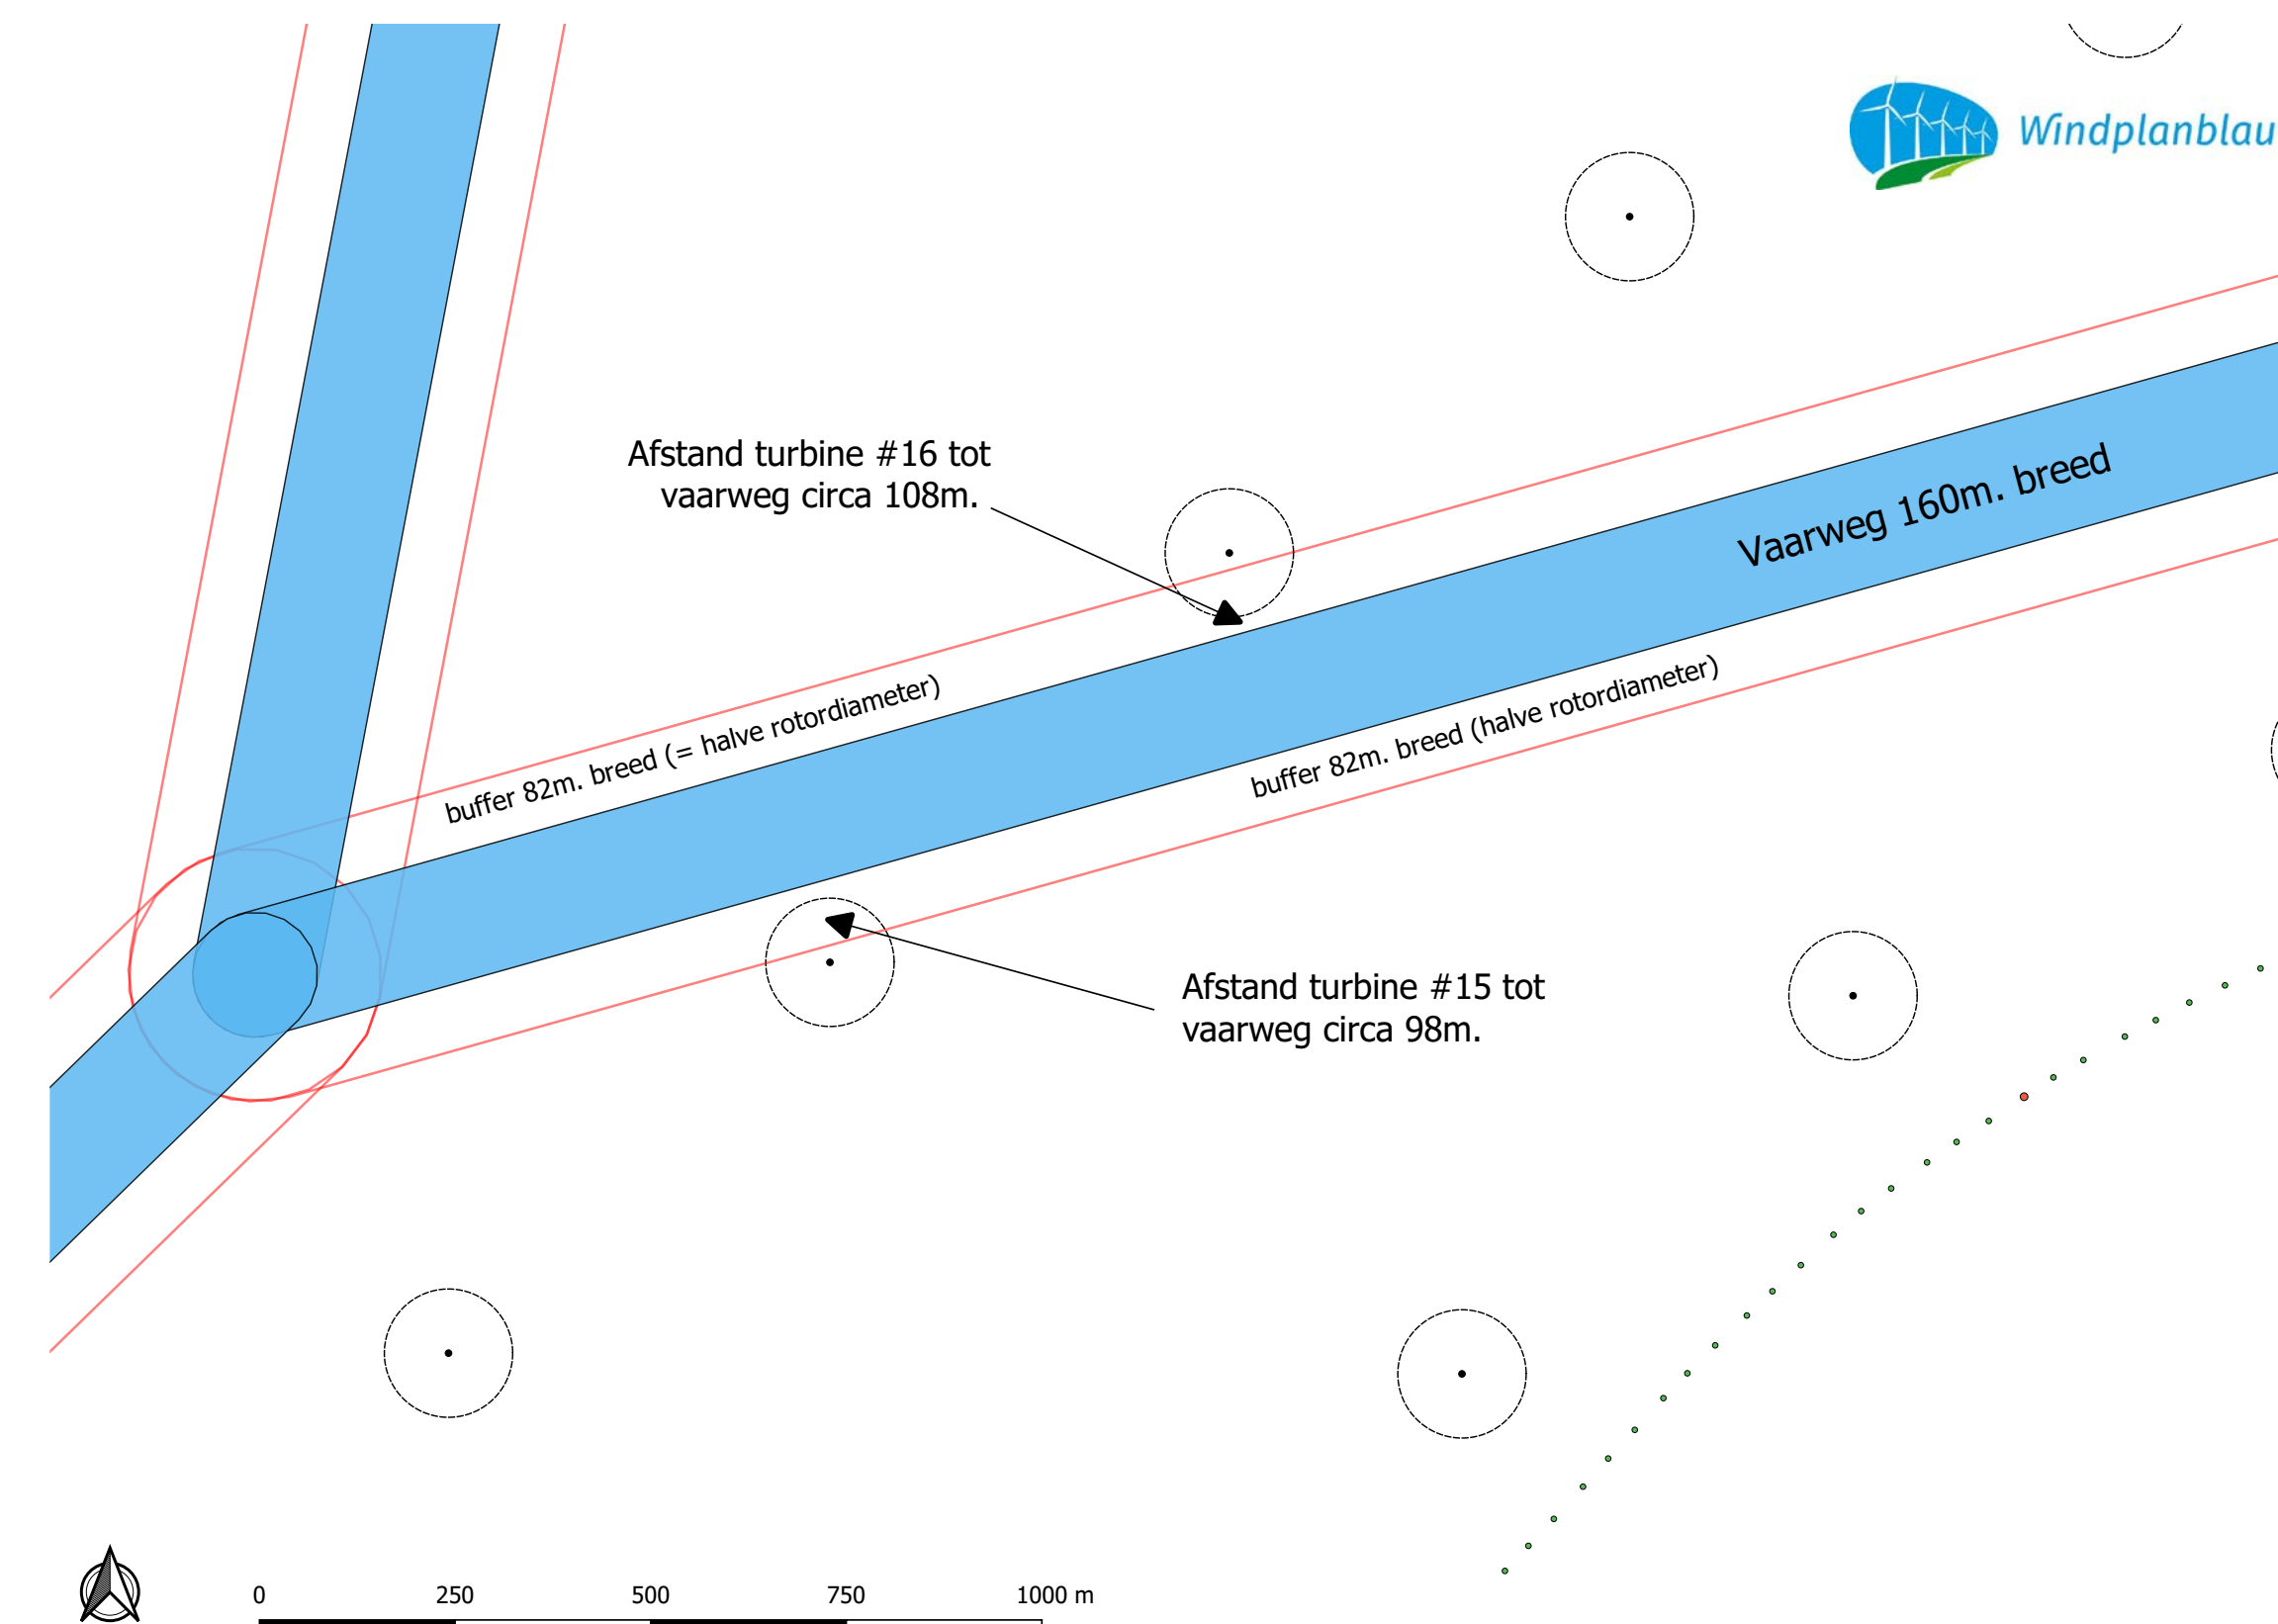 Windplanblau
Afstand turbine #16 tot
vaarweg circa 108m.
Vaarweg 160m. breed
buffer 82m. breed (= halve rotordiameter)
buffer 82m. breed (halve rotordiameter)
Afstand turbine #15 tot
vaarweg circa 98m.
0 250 500 750 1000 m